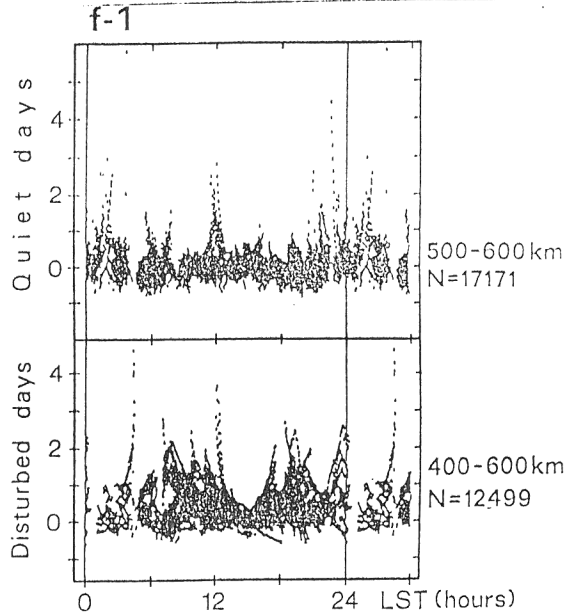 f-1
Quiet days
4
2
0
500-600 km
N=17171
Disturbed days
4
2
0
400-600 km
N=12499
0
12
24
LST (hours)